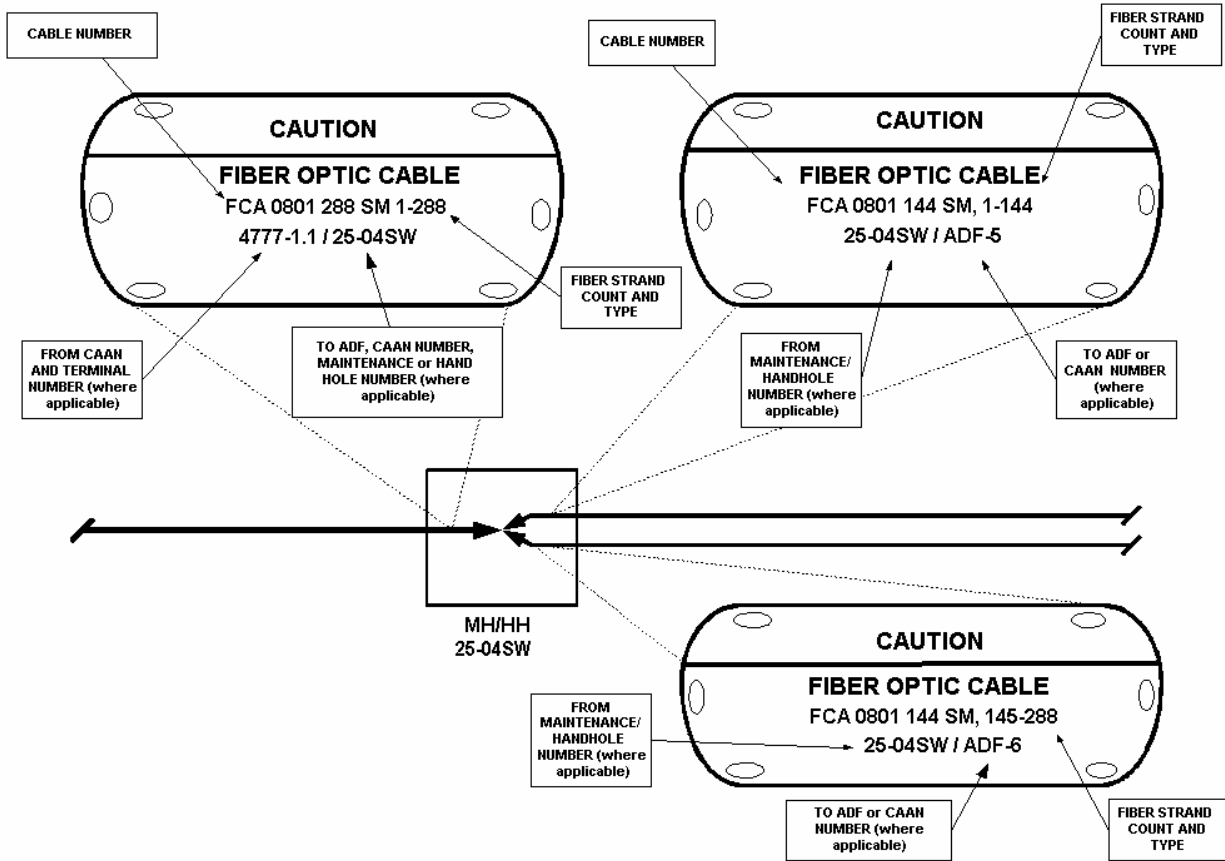 CABLE NUMBER
CAUTION
FIBER OPTIC CABLE
FCA 0801 288 SM 1-288
4777-1.1 / 25-04SW
FROM CAAN
AND TERMINAL
NUMBER (where
applicable)
TO ADF, CAAN NUMBER,
MAINTENANCE or HAND
HOLE NUMBER (where
applicable)
FIBER STRAND
COUNT AND
TYPE
CABLE NUMBER
FIBER STRAND
COUNT AND
TYPE
CAUTION
FIBER OPTIC CABLE
FCA 0801 144 SM, 1-144
25-04SW / ADF-5
FROM
MAINTENANCE/
HANDHOLE
NUMBER (where
applicable)
TO ADF or
CAAN NUMBER
(where
applicable)
MH/HH
25-04SW
CAUTION
FIBER OPTIC CABLE
FCA 0801 144 SM, 145-288
25-04SW / ADF-6
FROM
MAINTENANCE/
HANDHOLE
NUMBER (where
applicable)
TO ADF or CAAN
NUMBER (where
applicable)
FIBER STRAND
COUNT AND
TYPE